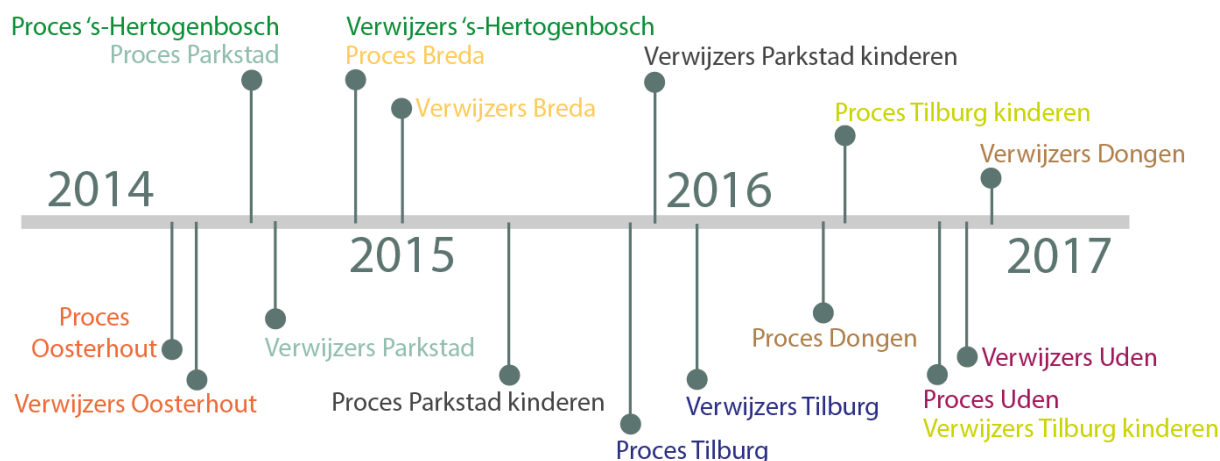 Proces ‘s-Hertogenbosch
Proces Parkstad
Verwijzers ‘s-Hertogenbosch
Proces Breda
Verwijzers Breda
Verwijzers Parkstad kinderen
Proces Tilburg kinderen
Verwijzers Dongen
2014
2015
2016
2017
Proces
Oosterhout
Verwijzers Oosterhout
Verwijzers Parkstad
Proces Parkstad kinderen
Proces Tilburg
Verwijzers Tilburg
Proces Dongen
Verwijzers Uden
Proces Uden
Verwijzers Tilburg kinderen